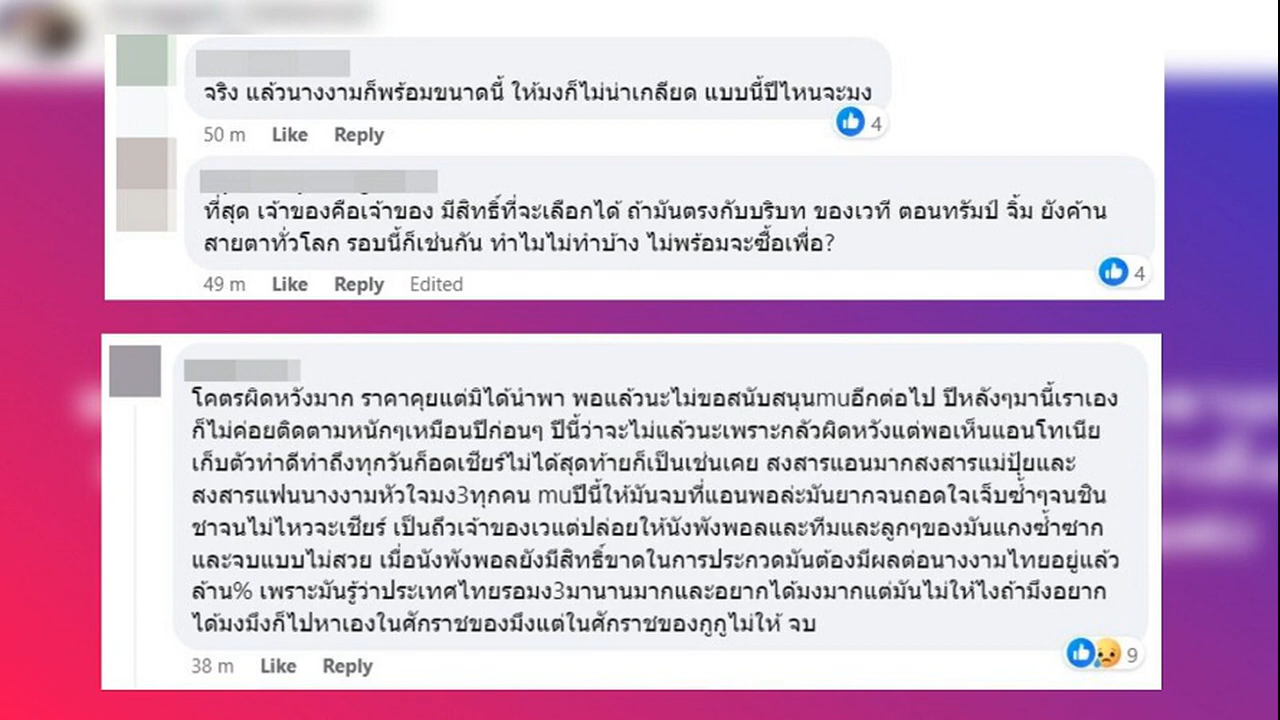 จริง แล้วนางงามก็พร้อมขนาดนี้ ให้มงก็ไม่น่าเกลียด แบบนี้ปีไหนจะมง
4
50 m Like Reply
ที่สุด เจ้าของคือเจ้าของ มีสิทธิ์ที่จะเลือกได้ ถ้ามันตรงกับบริบท ของเวที ตอนทรัมป์ จิ้ม ยังค้าน
สายตาทั่วโลก รอบนี้ก็เช่นกัน ทำไมไม่ทำบ้าง ไม่พร้อมจะซื้อเพื่อ?
4
49 m Like Reply Edited
โคตรผิดหวังมาก ราคาคุยแต่มิได้นำพา พอแล้วนะไม่ขอสนับสนุนmuอีกต่อไป ปีหลังๆมานี้เราเอง
ก็ไม่ค่อยติดตามหนักๆเหมือนปีก่อนๆ ปีนี้ว่าจะไม่แล้วนะเพราะกลัวผิดหวังแต่พอเห็นแอนโทเนีย
เก็บตัวทำดีทำถึงทุกวันก็อดเชียร์ไม่ได้สุดท้ายก็เป็นเช่นเคย สงสารแอนมากสงสารแม่ปุ้ยและ
สงสารแฟนนางงามหัวใจมง3ทุกคน muปีนี้ให้มันจบที่แอนพอล่ะมันยากจนถอดใจเจ็บซ้ำๆจนชิน
ชาจนไม่ไหวจะเชียร์ เป็นถึวเจ้าของเวแต่ปล่อยให้นังพังพอลและทีมและลูกๆของมันแกงซ้ำซาก
และจบแบบไม่สวย เมื่อนังพังพอลยังมีสิทธิ์ขาดในการประกวดมันต้องมีผลต่อนางงามไทยอยู่แล้ว
ล้าน% เพราะมันรู้ว่าประเทศไทยรอมง3มานานมากและอยากได้มงมากแต่มันไม่ให้ไงถ้ามึงอยาก
ได้มงมึงก็ไปหาเองในศักราชของมึงแต่ในศักราชของกูกูไม่ให้ จบ
9
38 m Like Reply